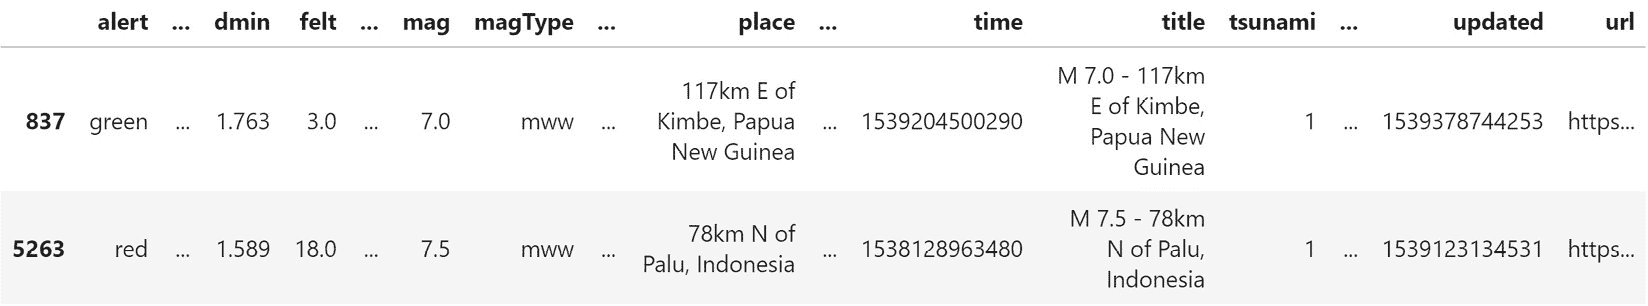 alert ... dmin felt ... mag magType ... place ... time title tsunami ... updated url
837 green ... 1.763 3.0 ... 7.0 mww ... 117km E of Kimbe, Papua New Guinea ... 1539204500290 M 7.0 - 117km E of Kimbe, Papua New Guinea 1 ... 1539378744253 https...
5263 red ... 1.589 18.0 ... 7.5 mww ... 78km N of Palu, Indonesia ... 1538128963480 M 7.5 - 78km N of Palu, Indonesia 1 ... 1539123134531 https...